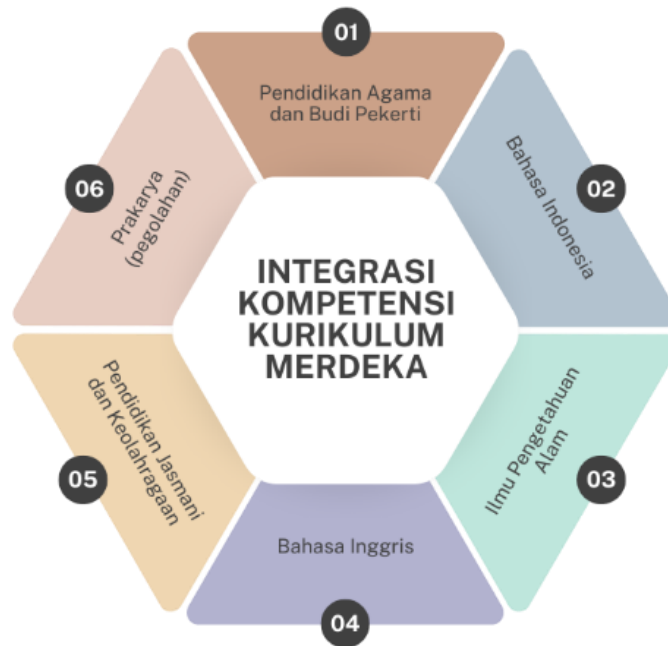 INTEGRASI
KOMPETENSI
KURIKULUM
MERDEKA
01
Pendidikan Agama
dan Budi Pekerti
02
Bahasa Indonesia
03
Ilmu Pengetahuan
Alam
04
Bahasa Inggris
05
Pendidikan Jasmani
dan Keolahragaan
06
Prakarya
(pegolahan)